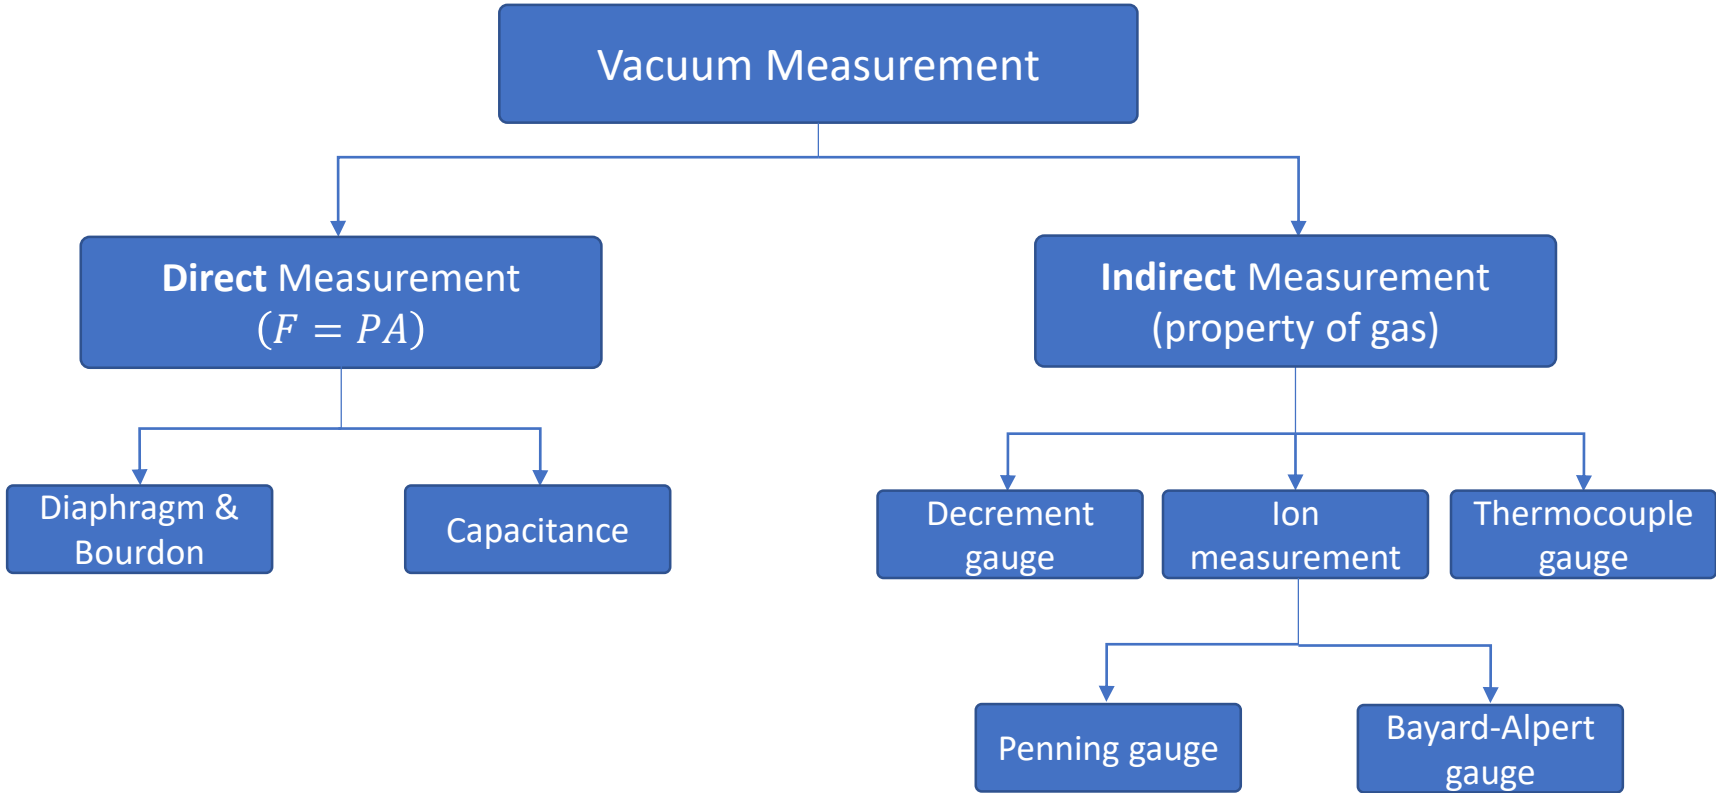 Vacuum Measurement
Direct Measurement
(F = PA)
Indirect Measurement
(property of gas)
Diaphragm &
Bourdon
Capacitance
Decrement
gauge
Ion
measurement
Thermocouple
gauge
Penning gauge
Bayard-Alpert
gauge